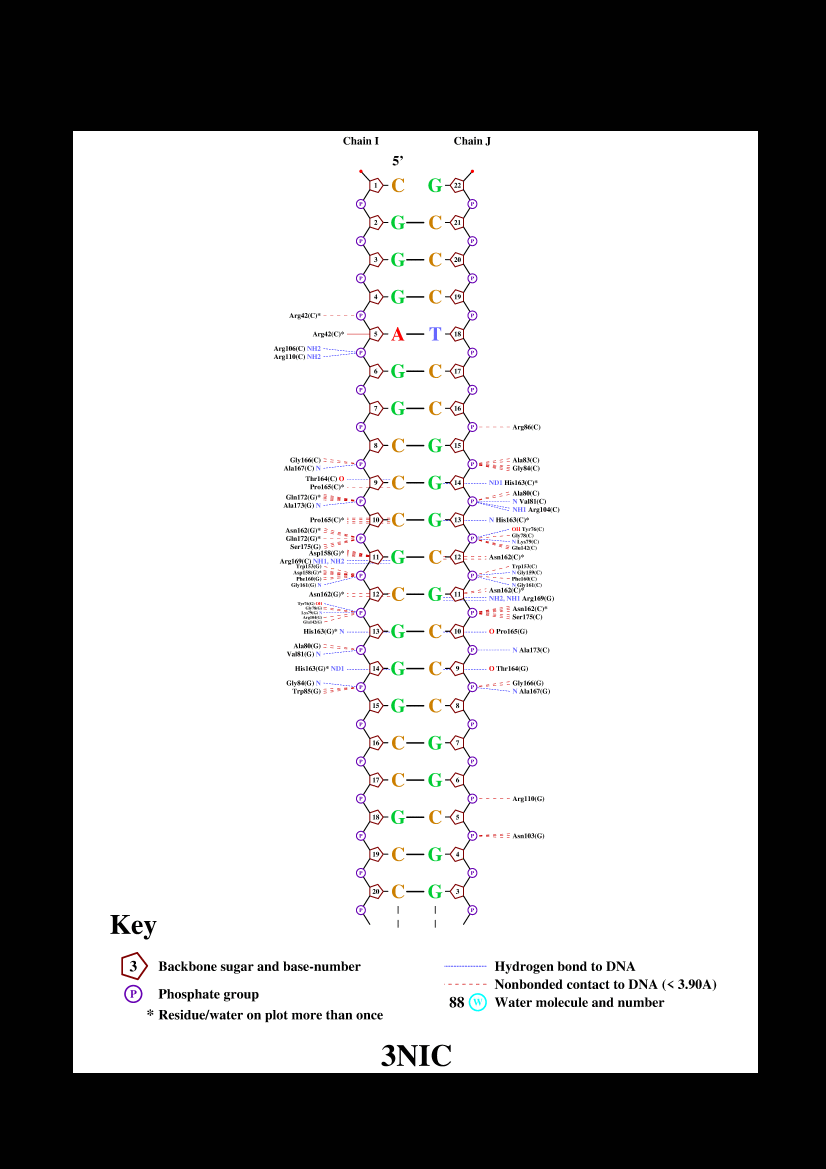 Chain I Chain J
5’
1 C G 22
P P
2 G C 21
P P
3 G C 20
P P
4 G C 19
Arg42(C)* P P
Arg42(C)* 5 A T 18
Arg106(C) NH2
Arg110(C) NH2
P P
6 G C 17
P P
7 G C 16
P P Arg86(C)
8 C G 15
Gly166(C) Ala83(C)
Ala167(C) N Gly84(C)
P P
Thr164(C) O
Pro165(C)*
9 C G 14 ND1 His163(C)*
Gln172(G)* Ala80(C)
Ala173(G) N N Val81(C)
NH1 Arg104(C)
P P
Pro165(C)* 10 C G 13 N His163(C)*
Asn162(G)* OH Tyr76(C)
Gln172(G)* Gly78(C)
Ser175(G) N Lys79(C)
Glu142(C)
P P
Asp158(G)*
Arg169(C) NH1, NH2
11 G C 12 Asn162(C)*
Trp153(G) Trp153(C)
Asp158(G)* N Gly159(C)
Phe160(G) Phe160(C)
Gly161(G) N N Gly161(C)
P P
Asn162(G)* 12 C G 11 Asn162(C)*
NH2, NH1 Arg169(G)
Tyr76(G) OH Asn162(C)*
Gly78(G) Ser175(C)
Lys79(G) N
Arg104(G)
Glu142(G)
P P
His163(G)* N 13 G C 10 O Pro165(G)
Ala80(G)
Val81(G) N
P P N Ala173(C)
His163(G)* ND1 14 G C 9 O Thr164(G)
Gly84(G) N Gly166(G)
Trp85(G) N Ala167(G)
P P
15 G C 8
P P
16 C G 7
P P
17 C G 6
P P Arg110(G)
18 G C 5
P P Asn103(G)
19 C G 4
P P
20 C G 3
P P
Key
3 Backbone sugar and base-number
P Phosphate group
* Residue/water on plot more than once
Hydrogen bond to DNA
Nonbonded contact to DNA (< 3.90A)
88 W Water molecule and number
3NIC